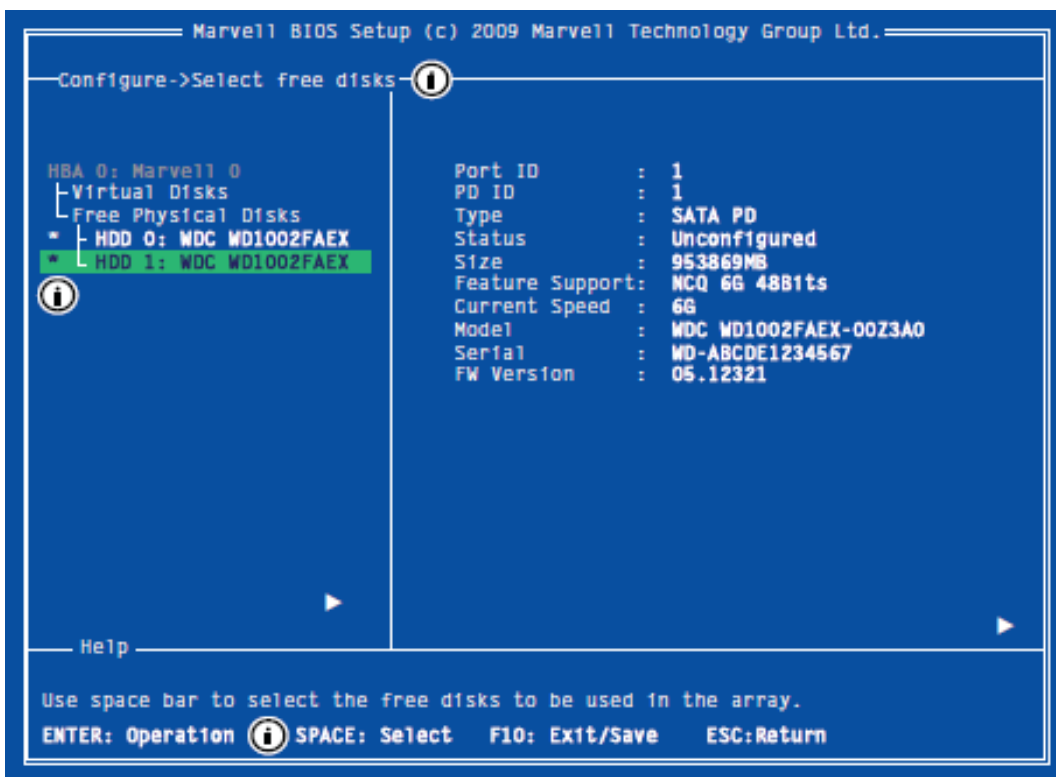 Marvell BIOS Setup (c) 2009 Marvell Technology Group Ltd.
Configure->Select free disks
HBA 0: Marvell 0
Virtual Disks
Free Physical Disks
* HDD 0: WDC WD1002FAEX
* HDD 1: WDC WD1002FAEX
Port ID : 1
PD ID : 1
Type : SATA PD
Status : Unconfigured
Size : 953869MB
Feature Support: NCQ 6G 48Bits
Current Speed : 6G
Model : WDC WD1002FAEX-00Z3A0
Serial : WD-ABCDE1234567
FW Version : 05.12321
Help
Use space bar to select the free disks to be used in the array.
ENTER: Operation SPACE: Select F10: Exit/Save ESC:Return